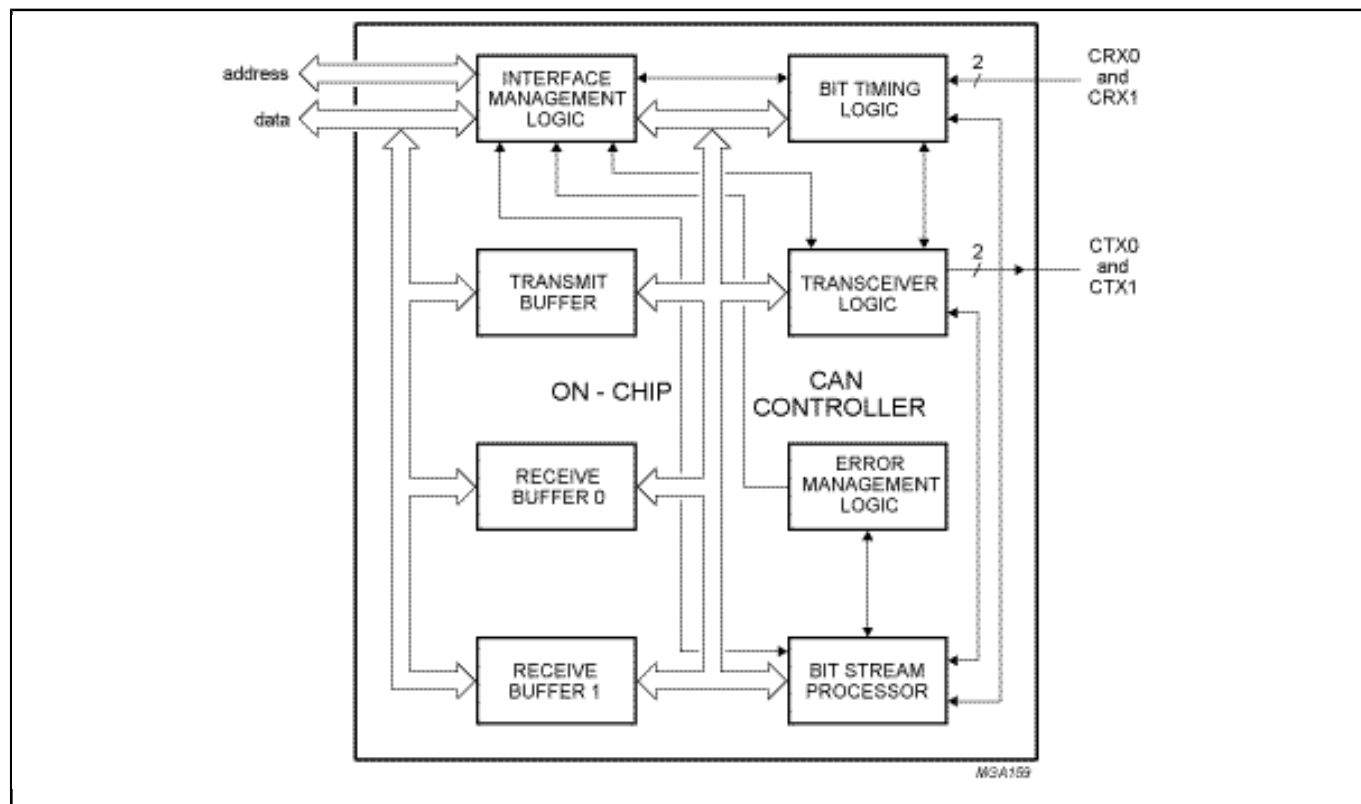 address
data
INTERFACE
MANAGEMENT
LOGIC
BIT TIMING
LOGIC
2
CRX0
and
CRX1
TRANSMIT
BUFFER
TRANSCEIVER
LOGIC
2
CTX0
and
CTX1
ON - CHIP
CAN
CONTROLLER
RECEIVE
BUFFER 0
ERROR
MANAGEMENT
LOGIC
RECEIVE
BUFFER 1
BIT STREAM
PROCESSOR
MGA159